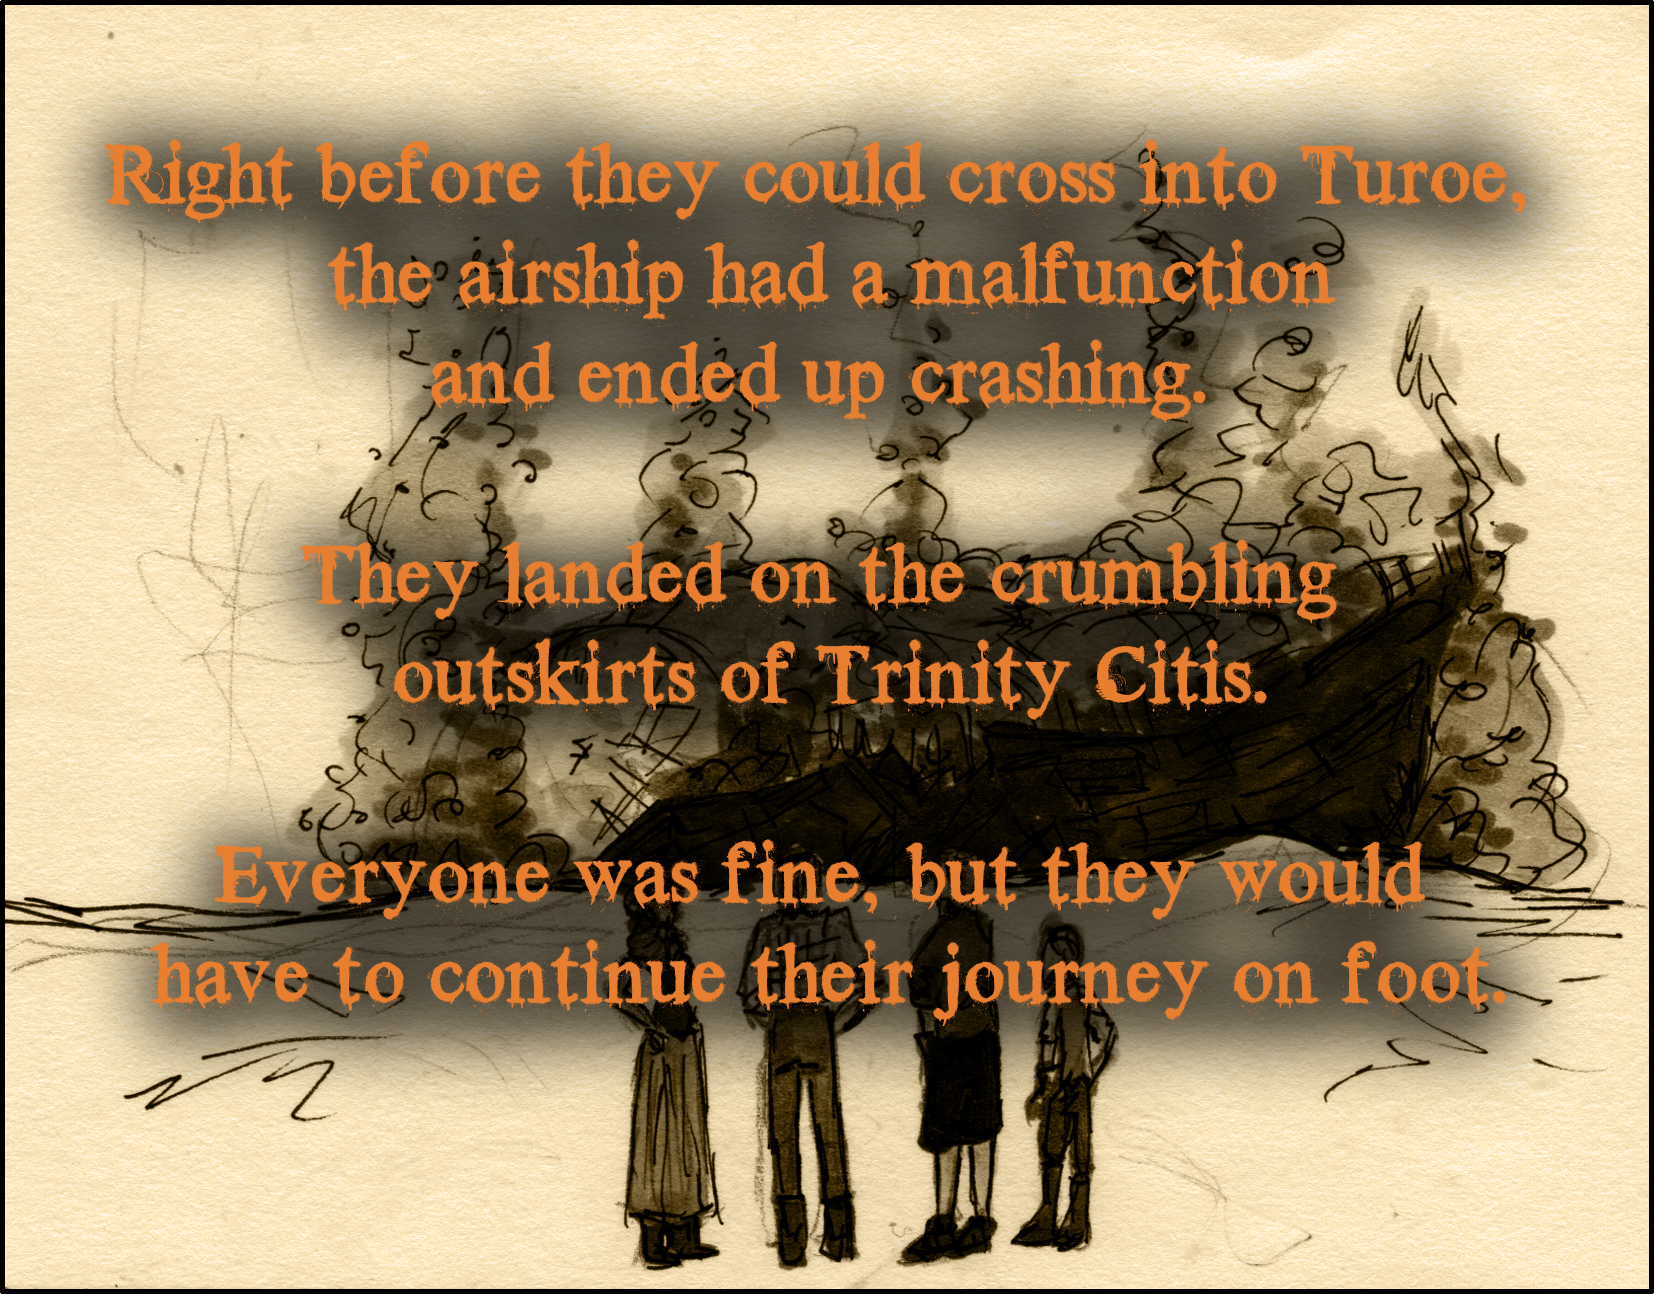 Right before they could cross into Turoe,
the airship had a malfunction
and ended up crashing.
They landed on the crumbling
outskirts of Trinity Citis.
Everyone was fine, but they would
have to continue their journey on foot.